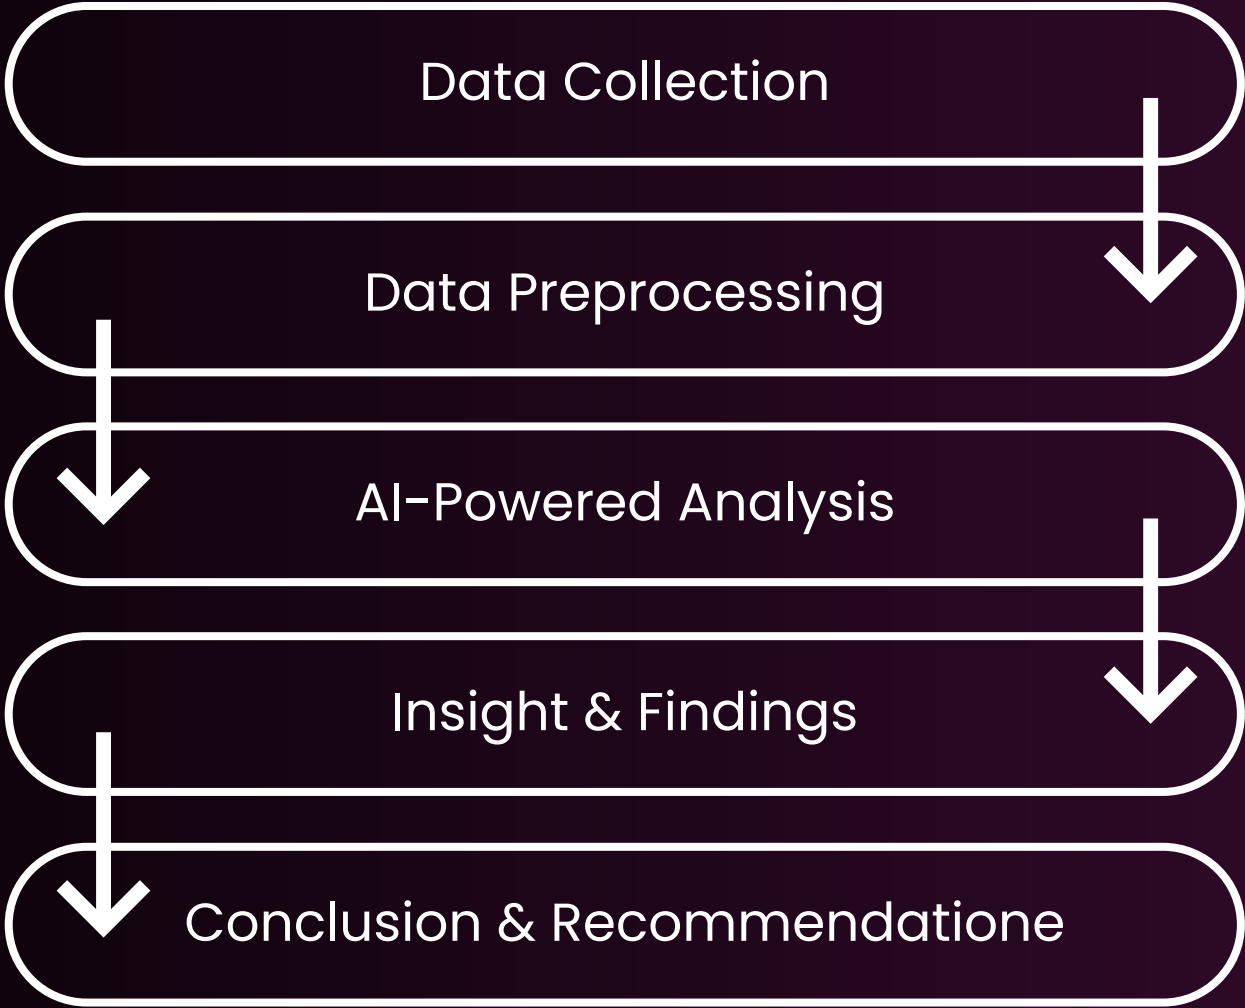 Data Collection
Data Preprocessing
AI-Powered Analysis
Insight & Findings
Conclusion & Recommendatione